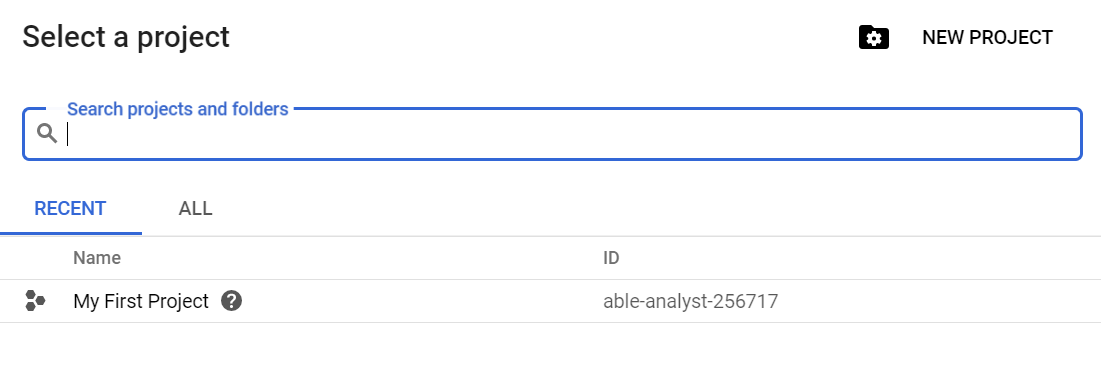 Select a project
NEW PROJECT
Search projects and folders
RECENT
ALL
Name
ID
My First Project
able-analyst-256717